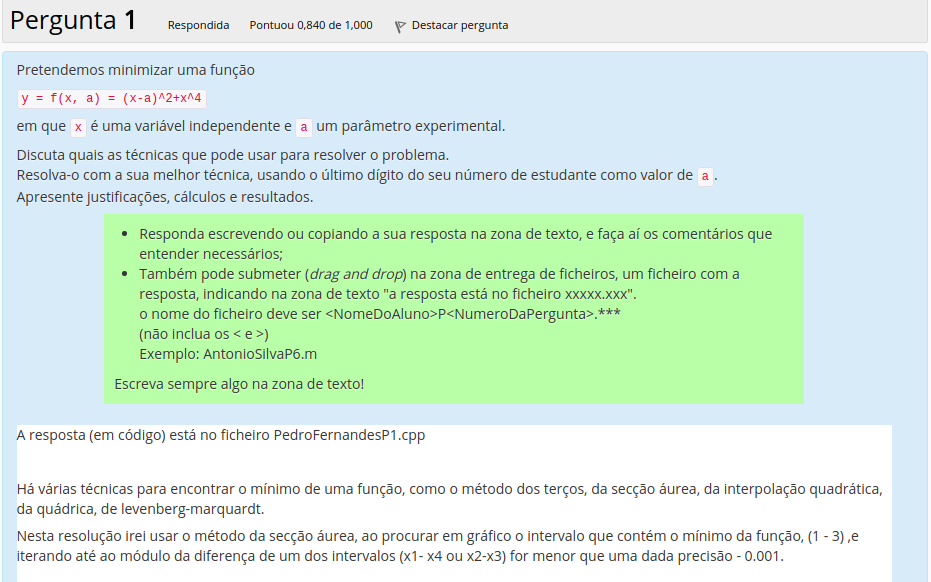 Pergunta 1 Respondida Pontuou 0,840 de 1,000 Destacar pergunta
Pretendemos minimizar uma função
y = f(x, a) = (x-a)^2+x^4
em que x é uma variável independente e a um parâmetro experimental.
Discuta quais as técnicas que pode usar para resolver o problema.
Resolva-o com a sua melhor técnica, usando o último dígito do seu número de estudante como valor de a.
Apresente justificações, cálculos e resultados.
• Responda escrevendo ou copiando a sua resposta na zona de texto, e faça aí os comentários que
entender necessários;
• Também pode submeter (drag and drop) na zona de entrega de ficheiros, um ficheiro com a
resposta, indicando na zona de texto "a resposta está no ficheiro xxxxx.xxx".
o nome do ficheiro deve ser <NomeDoAluno>P<NumeroDaPergunta>.***
(não inclua os < e >)
Exemplo: AntonioSilvaP6.m
Escreva sempre algo na zona de texto!
A resposta (em código) está no ficheiro PedroFernandesP1.cpp
Há várias técnicas para encontrar o mínimo de uma função, como o método dos terços, da secção áurea, da interpolação quadrática,
da quádrica, de levenberg-marquardt.
Nesta resolução irei usar o método da secção áurea, ao procurar em gráfico o intervalo que contém o mínimo da função, (1 - 3) ,e
iterando até ao módulo da diferença de um dos intervalos (x1- x4 ou x2-x3) for menor que uma dada precisão - 0.001.